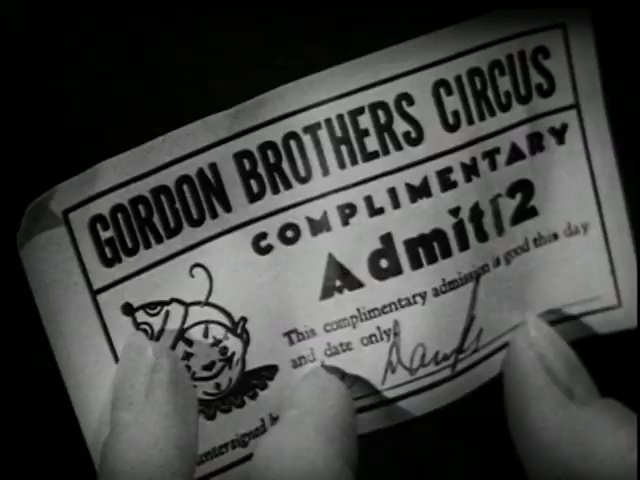 GORDON BROTHERS CIRCUS
COMPLIMENTARY
Admit 2
This complimentary admission is good this day
and date only